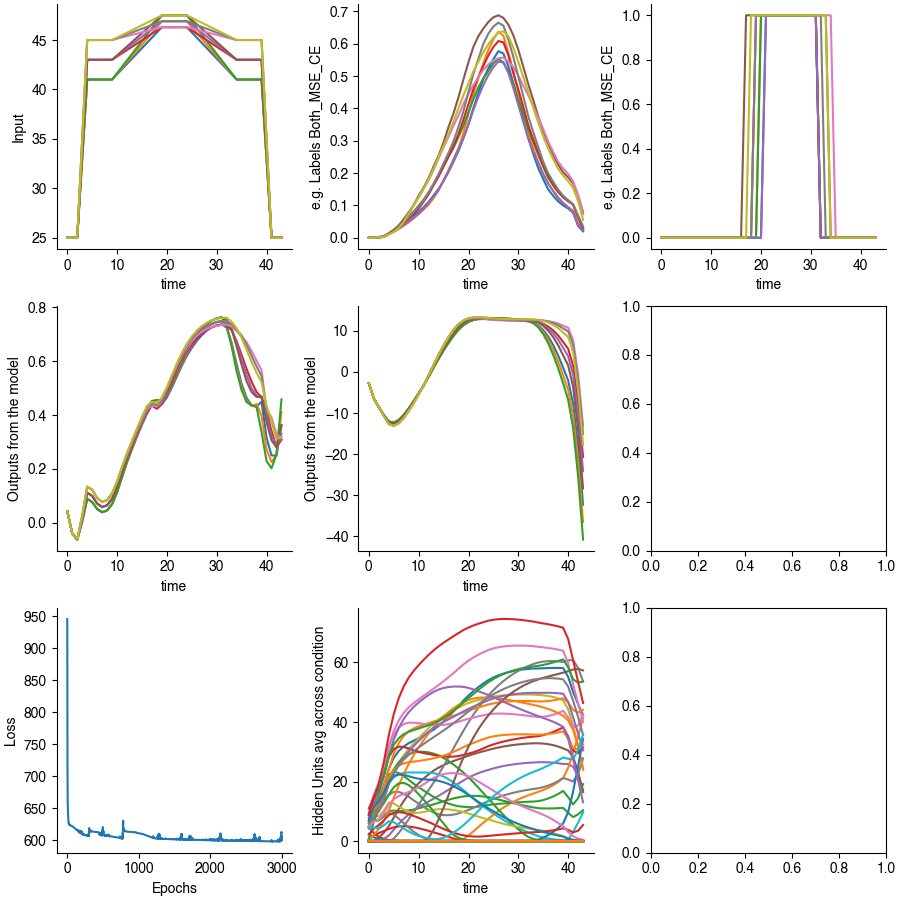 45
40
35
30
25
Input
0 10 20 30 40
time
0.7
0.6
0.5
0.4
0.3
0.2
0.1
0.0
e.g. Labels Both_MSE_CE
0 10 20 30 40
time
1.0
0.8
0.6
0.4
0.2
0.0
e.g. Labels Both_MSE_CE
0 20 40
time
0.8
0.6
0.4
0.2
0.0
Outputs from the model
0 10 20 30 40
time
10
0
−10
−20
−30
−40
Outputs from the model
0 10 20 30 40
time
1.0
0.8
0.6
0.4
0.2
0.0
0.0 0.2 0.4 0.6 0.8 1.0
950
900
850
800
750
700
650
600
Loss
0 1000 2000 3000
Epochs
60
40
20
0
Hidden Units avg across condition
0 10 20 30 40
time
1.0
0.8
0.6
0.4
0.2
0.0
0.0 0.2 0.4 0.6 0.8 1.0